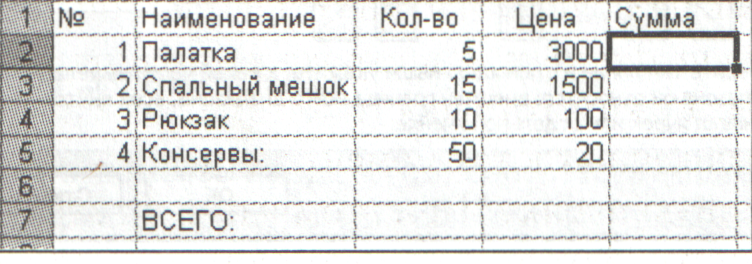 1 № Наименование Кол-во Цена Сумма
2 1 Палатка 5 3000
3 2 Спальный мешок 15 1500
4 3 Рюкзак 10 100
5 4 Консервы: 50 20
6
7 ВСЕГО: